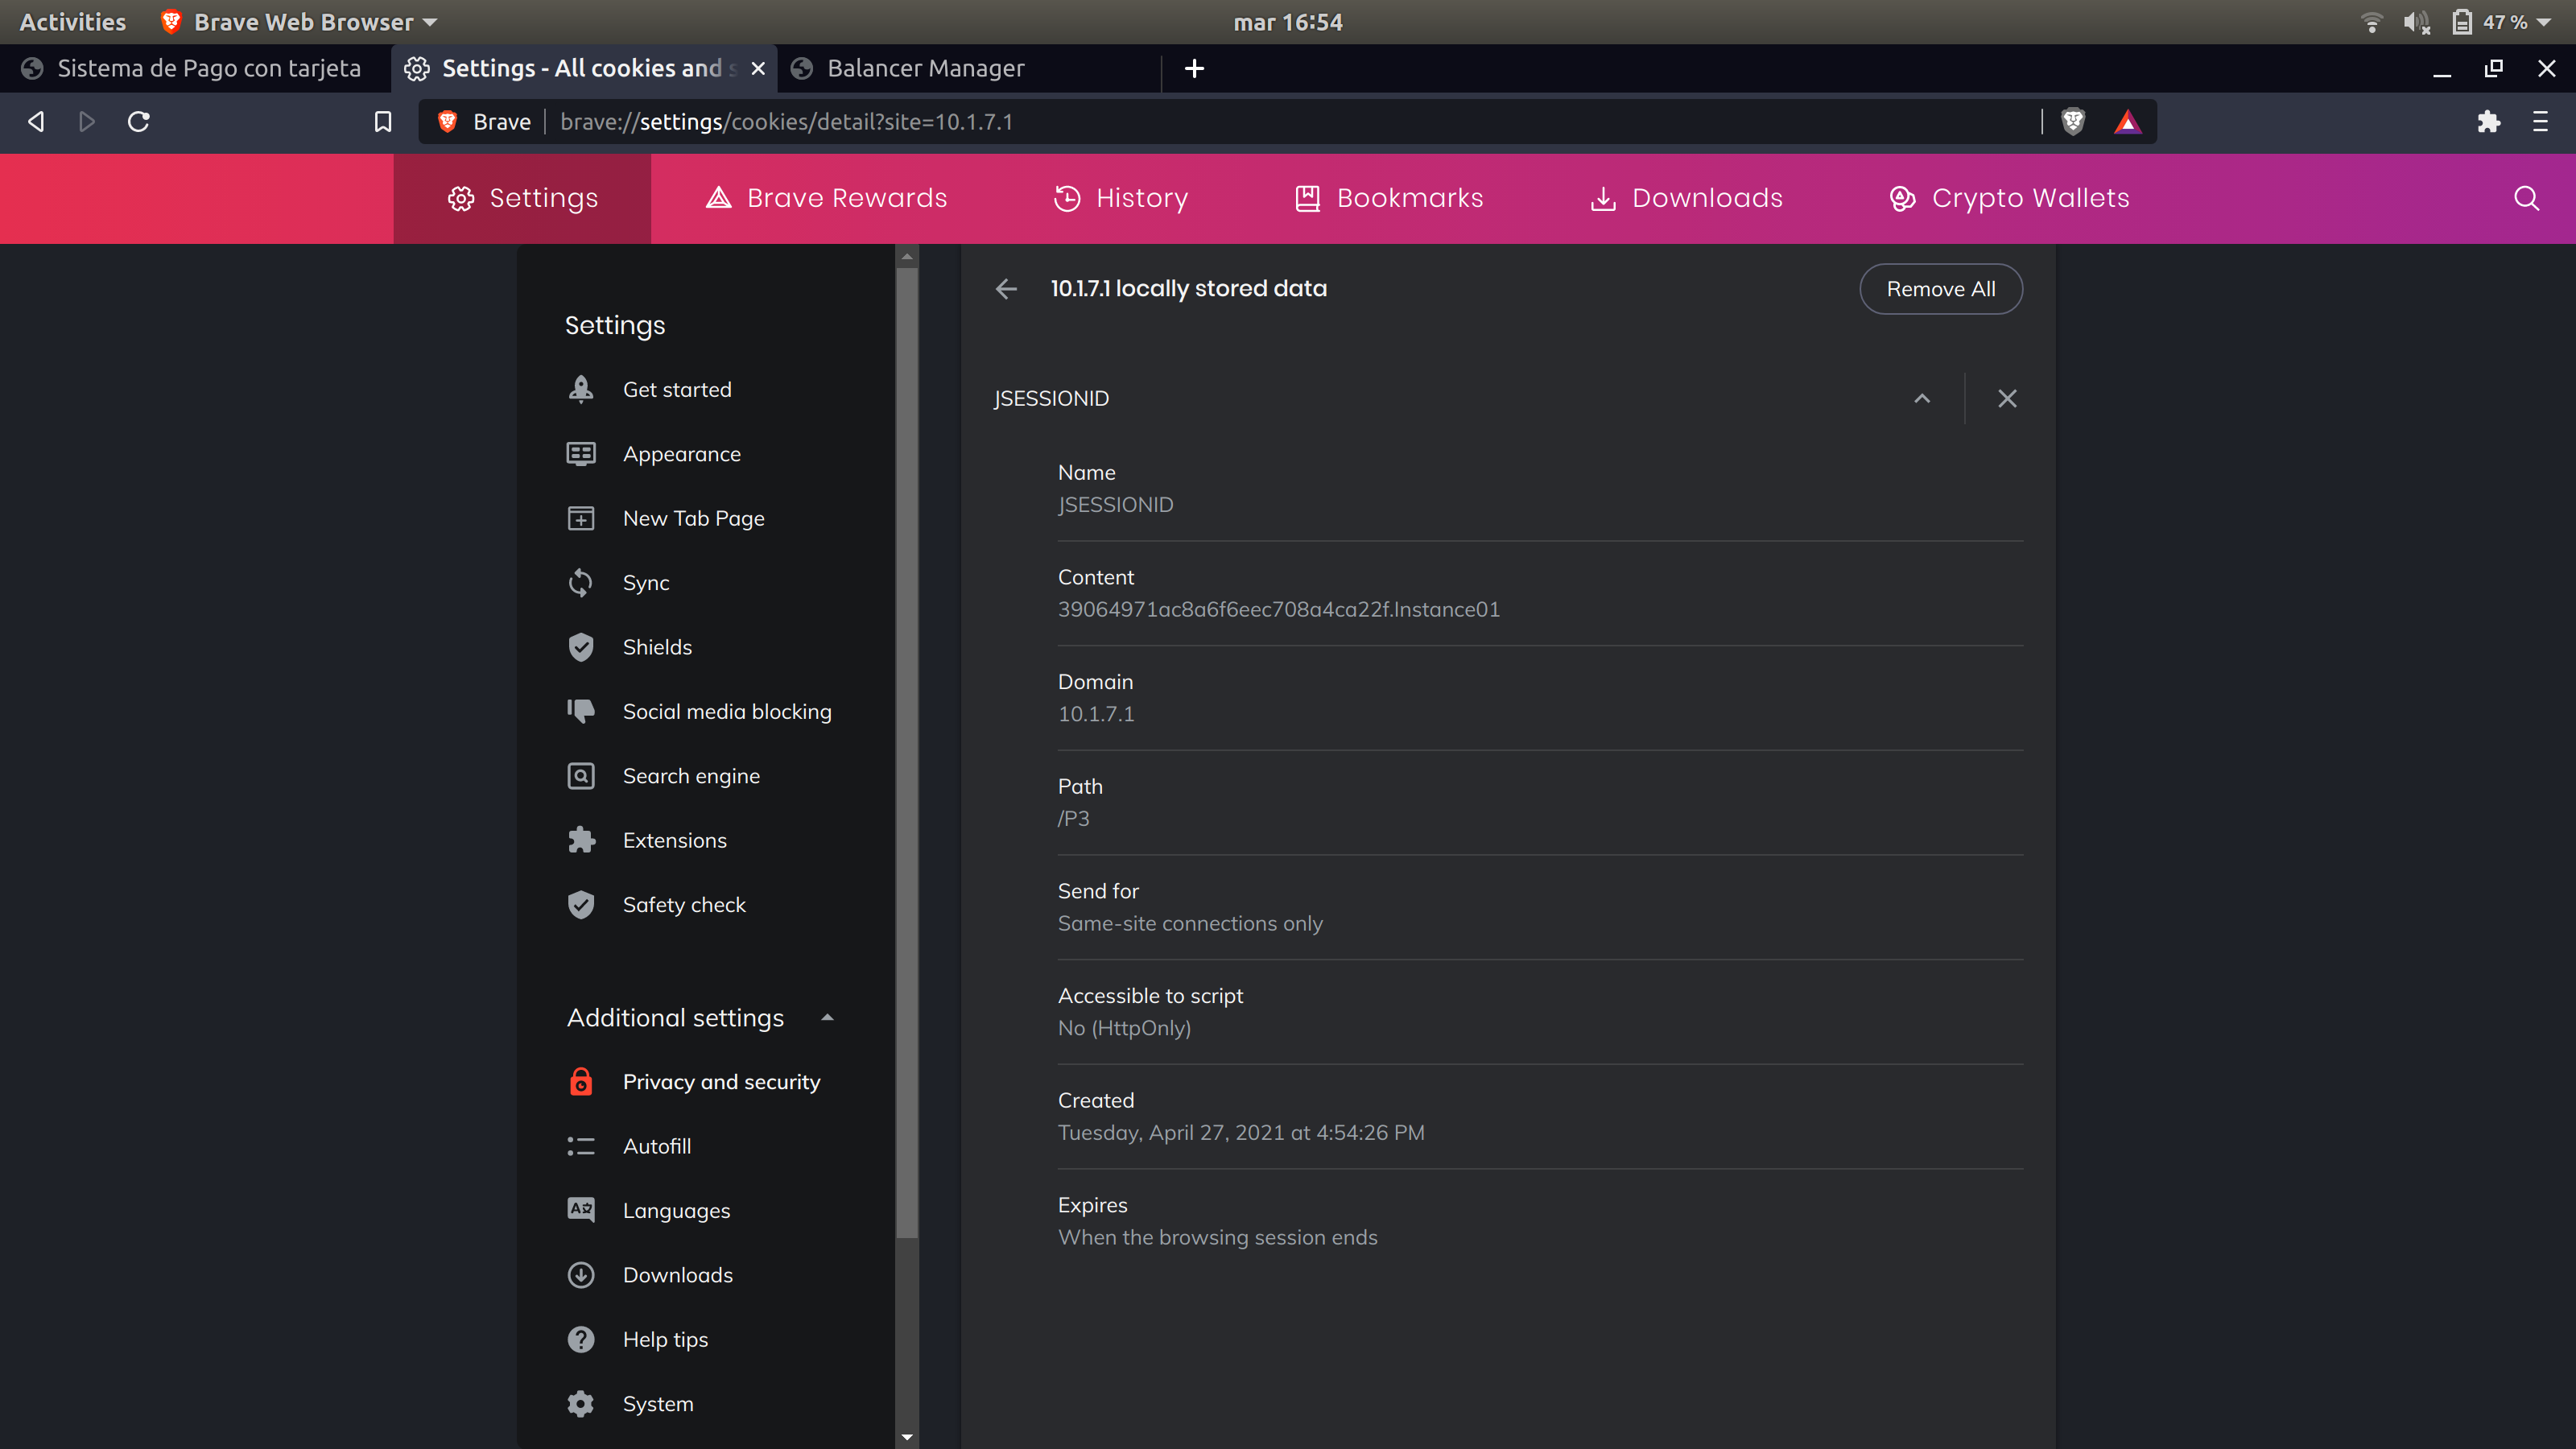 Activities
Brave Web Browser
mar 16:54
47 %
Sistema de Pago con tarjeta
Settings - All cookies and s
Balancer Manager
Brave
brave://settings/cookies/detail?site=10.1.7.1
Settings
Brave Rewards
History
Bookmarks
Downloads
Crypto Wallets
Settings
Get started
Appearance
New Tab Page
Sync
Shields
Social media blocking
Search engine
Extensions
Safety check
Additional settings
Privacy and security
Autofill
Languages
Downloads
Help tips
System
10.1.7.1 locally stored data
Remove All
JSESSIONID
Name
JSESSIONID
Content
39064971ac8a6f6eec708a4ca22f.Instance01
Domain
10.1.7.1
Path
/P3
Send for
Same-site connections only
Accessible to script
No (HttpOnly)
Created
Tuesday, April 27, 2021 at 4:54:26 PM
Expires
When the browsing session ends